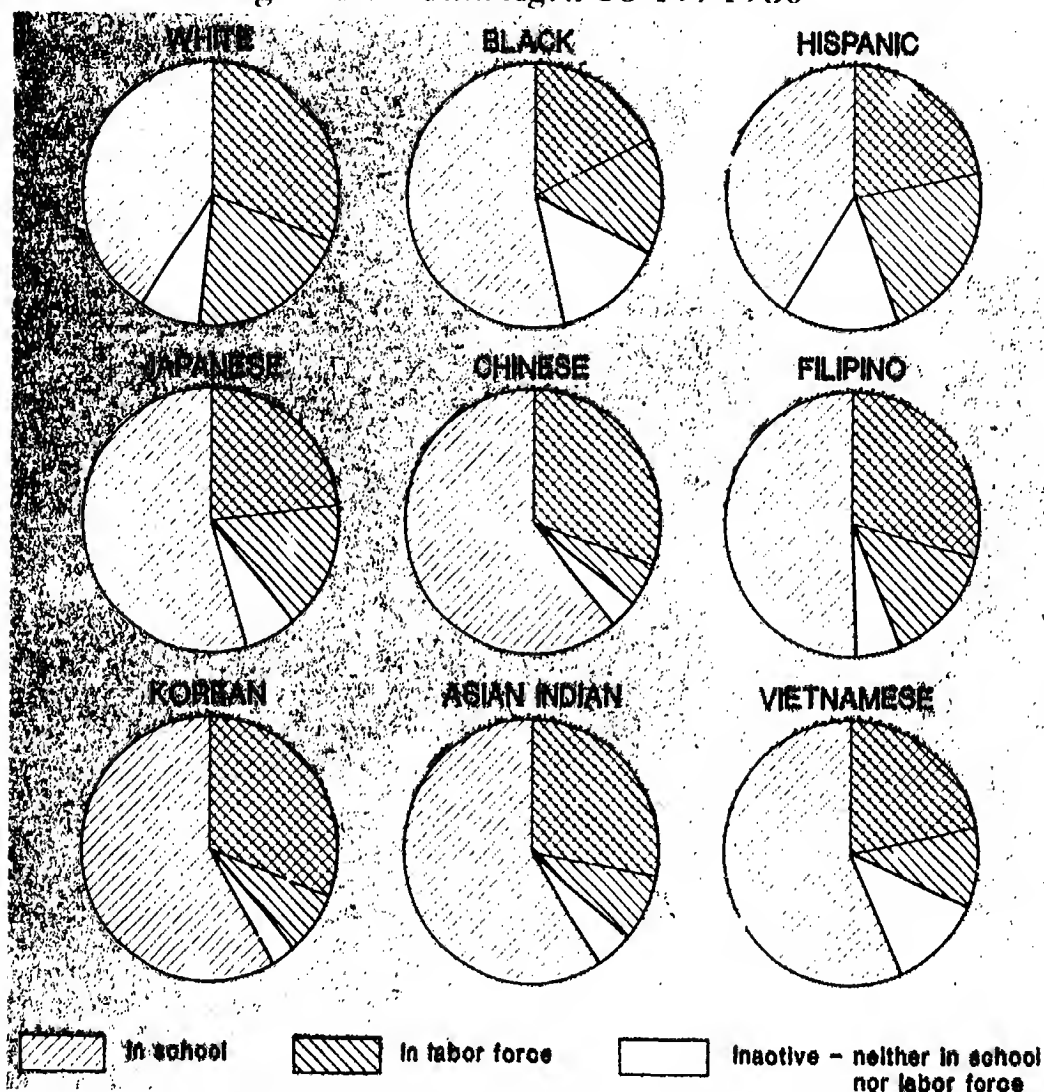 WHITE
BLACK
HISPANIC
JAPANESE
CHINESE
FILIPINO
KOREAN
ASIAN INDIAN
VIETNAMESE
In school
In labor force
Inactive - neither in school
nor labor force